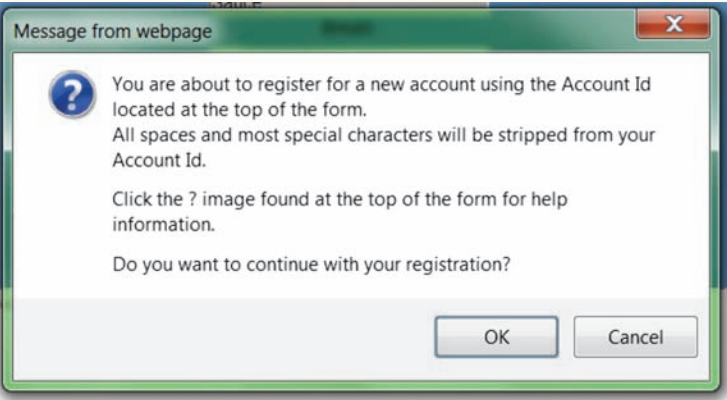 Message from webpage
You are about to register for a new account using the Account Id
located at the top of the form.
All spaces and most special characters will be stripped from your
Account Id.
Click the ? image found at the top of the form for help
information.
Do you want to continue with your registration?
OK
Cancel